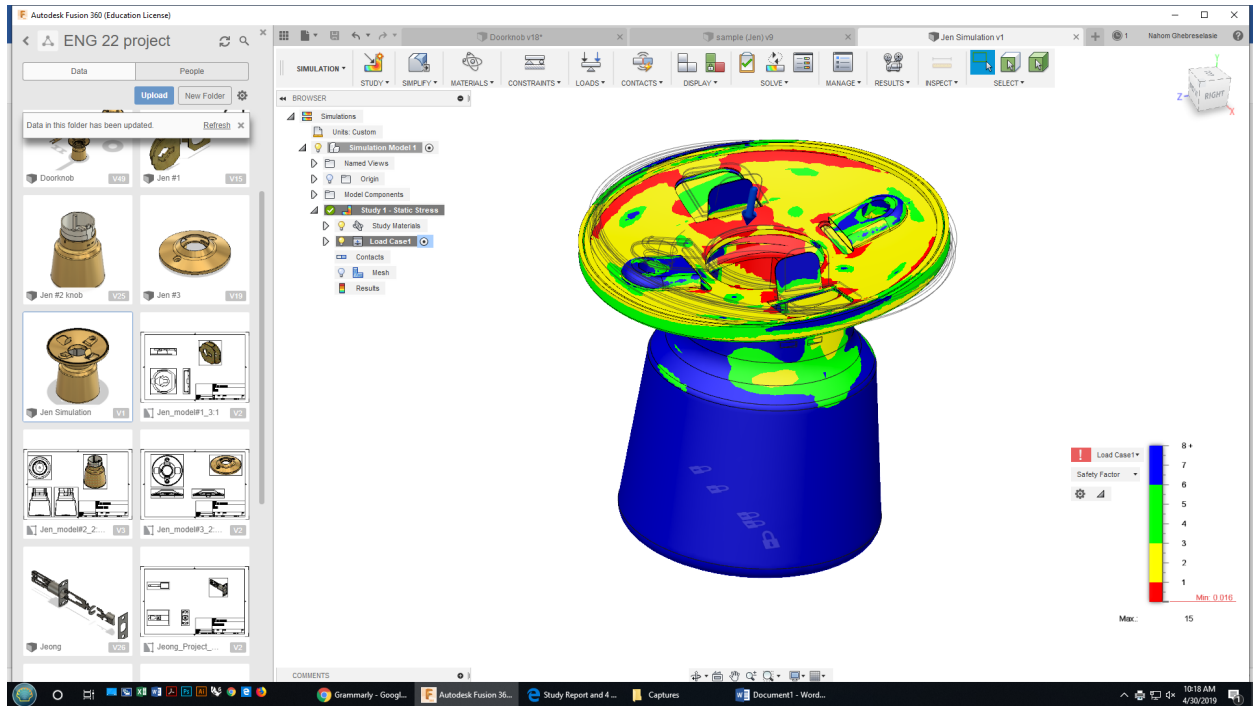 Autodesk Fusion 360 (Education License)
ENG 22 project
Data
People
Upload
New Folder
Data in this folder has been updated.
Refresh
Doorknob
V49
Jen #1
V15
Jen #2 knob
V25
Jen #3
V19
Jen Simulation
V1
Jen_model#1_3:1
V2
Jen_model#2_2:...
V3
Jen_model#3_2:...
V2
Jeong
V26
Jeong_Project_...
V2
Doorknob v18*
sample (Jen) v9
Jen Simulation v1
1
Nahom Ghebreselasie
SIMULATION
STUDY
SIMPLIFY
MATERIALS
CONSTRAINTS
LOADS
CONTACTS
DISPLAY
SOLVE
MANAGE
RESULTS
INSPECT
SELECT
BROWSER
Simulations
Units: Custom
Simulation Model 1
Named Views
Origin
Model Components
Study 1 - Static Stress
Study Materials
Load Case1
Contacts
Mesh
Results
Y
RIGHT
Z
X
Load Case1
Safety Factor
8 +
7
6
5
4
3
2
1
Min: 0.016
Max.: 15
COMMENTS
Grammarly - Googl...
Autodesk Fusion 36...
Study Report and 4 ...
Captures
Document1 - Word...
10:18 AM
4/30/2019